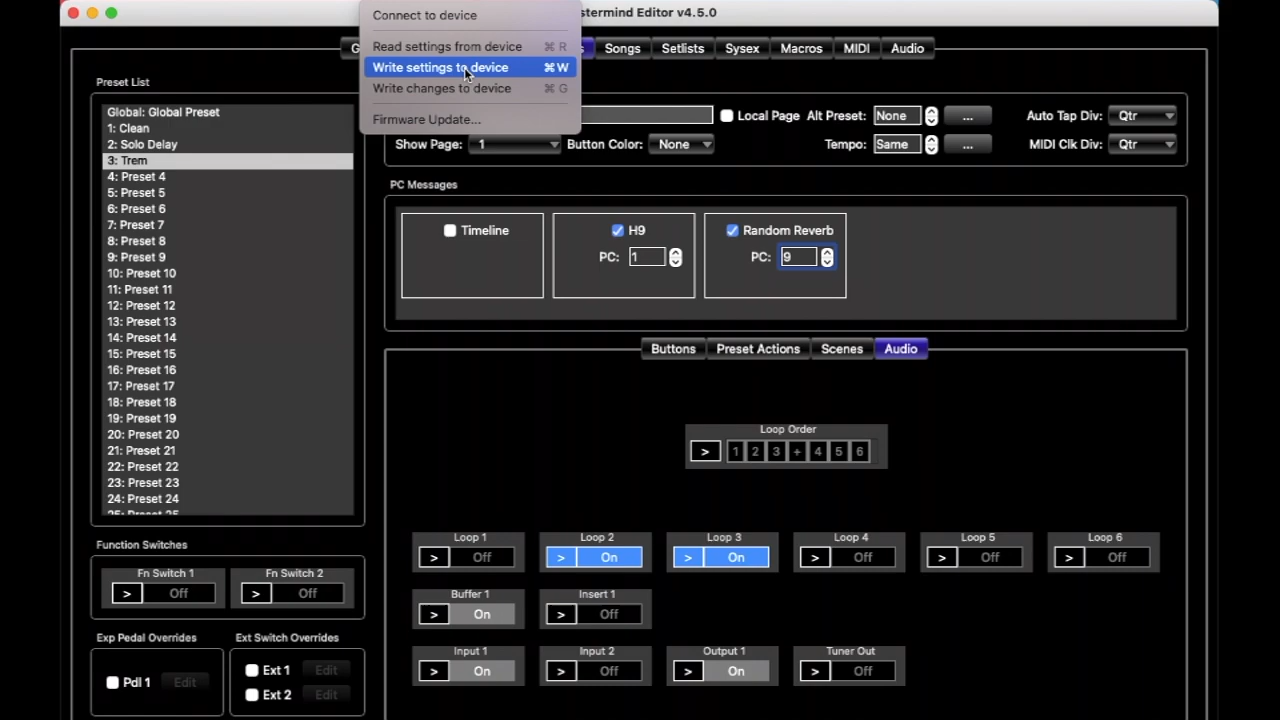 stermind Editor v4.5.0
Connect to device
Read settings from device ⌘ R
Write settings to device ⌘ W
Write changes to device ⌘ G
Firmware Update...
G
s Songs Setlists Sysex Macros MIDI Audio
Preset List
Global: Global Preset
1: Clean
2: Solo Delay
3: Trem
4: Preset 4
5: Preset 5
6: Preset 6
7: Preset 7
8: Preset 8
9: Preset 9
10: Preset 10
11: Preset 11
12: Preset 12
13: Preset 13
14: Preset 14
15: Preset 15
16: Preset 16
17: Preset 17
18: Preset 18
19: Preset 19
20: Preset 20
21: Preset 21
22: Preset 22
23: Preset 23
24: Preset 24
25: Preset 25
Local Page Alt Preset: None ... Auto Tap Div: Qtr
Show Page: 1 Button Color: None Tempo: Same ... MIDI Clk Div: Qtr
PC Messages
Timeline H9 Random Reverb
PC: 1 PC: 9
Buttons Preset Actions Scenes Audio
Loop Order
> 1 2 3 + 4 5 6
Loop 1 Loop 2 Loop 3 Loop 4 Loop 5 Loop 6
> Off > On > On > Off > Off > Off
Buffer 1 Insert 1
> On > Off
Input 1 Input 2 Output 1 Tuner Out
> On > Off > On > Off
Function Switches
Fn Switch 1 Fn Switch 2
> Off > Off
Exp Pedal Overrides Ext Switch Overrides
Pdl 1 Edit
Ext 1 Edit
Ext 2 Edit